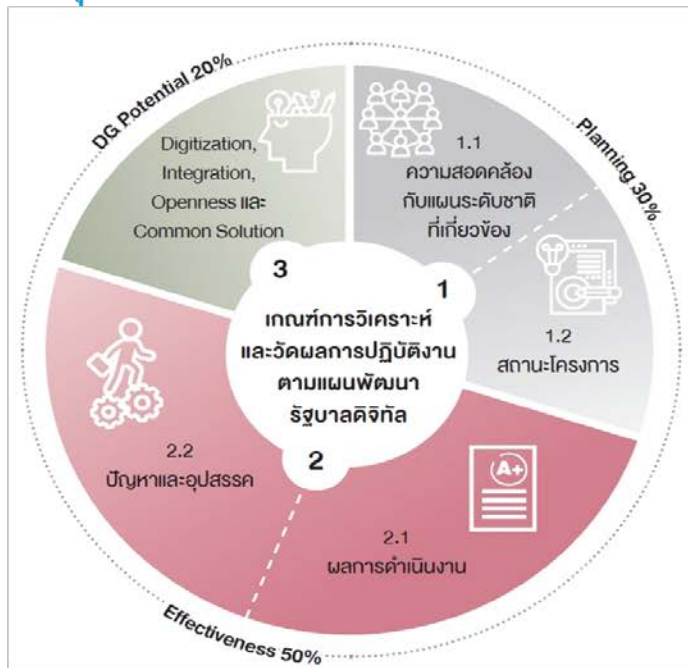 DG Potential 20%
Planning 30%
Effectiveness 50%
เกณฑ์การวิเคราะห์
และวัดผลการปฏิบัติงาน
ตามแผนพัฒนา
รัฐบาลดิจิทัล
1
1.1
ความสอดคล้อง
กับแผนระดับชาติ
ที่เกี่ยวข้อง
1.2
สถานะโครงการ
2
2.1
ผลการดำเนินงาน
A+
2.2
ปัญหาและอุปสรรค
3
Digitization,
Integration,
Openness และ
Common Solution